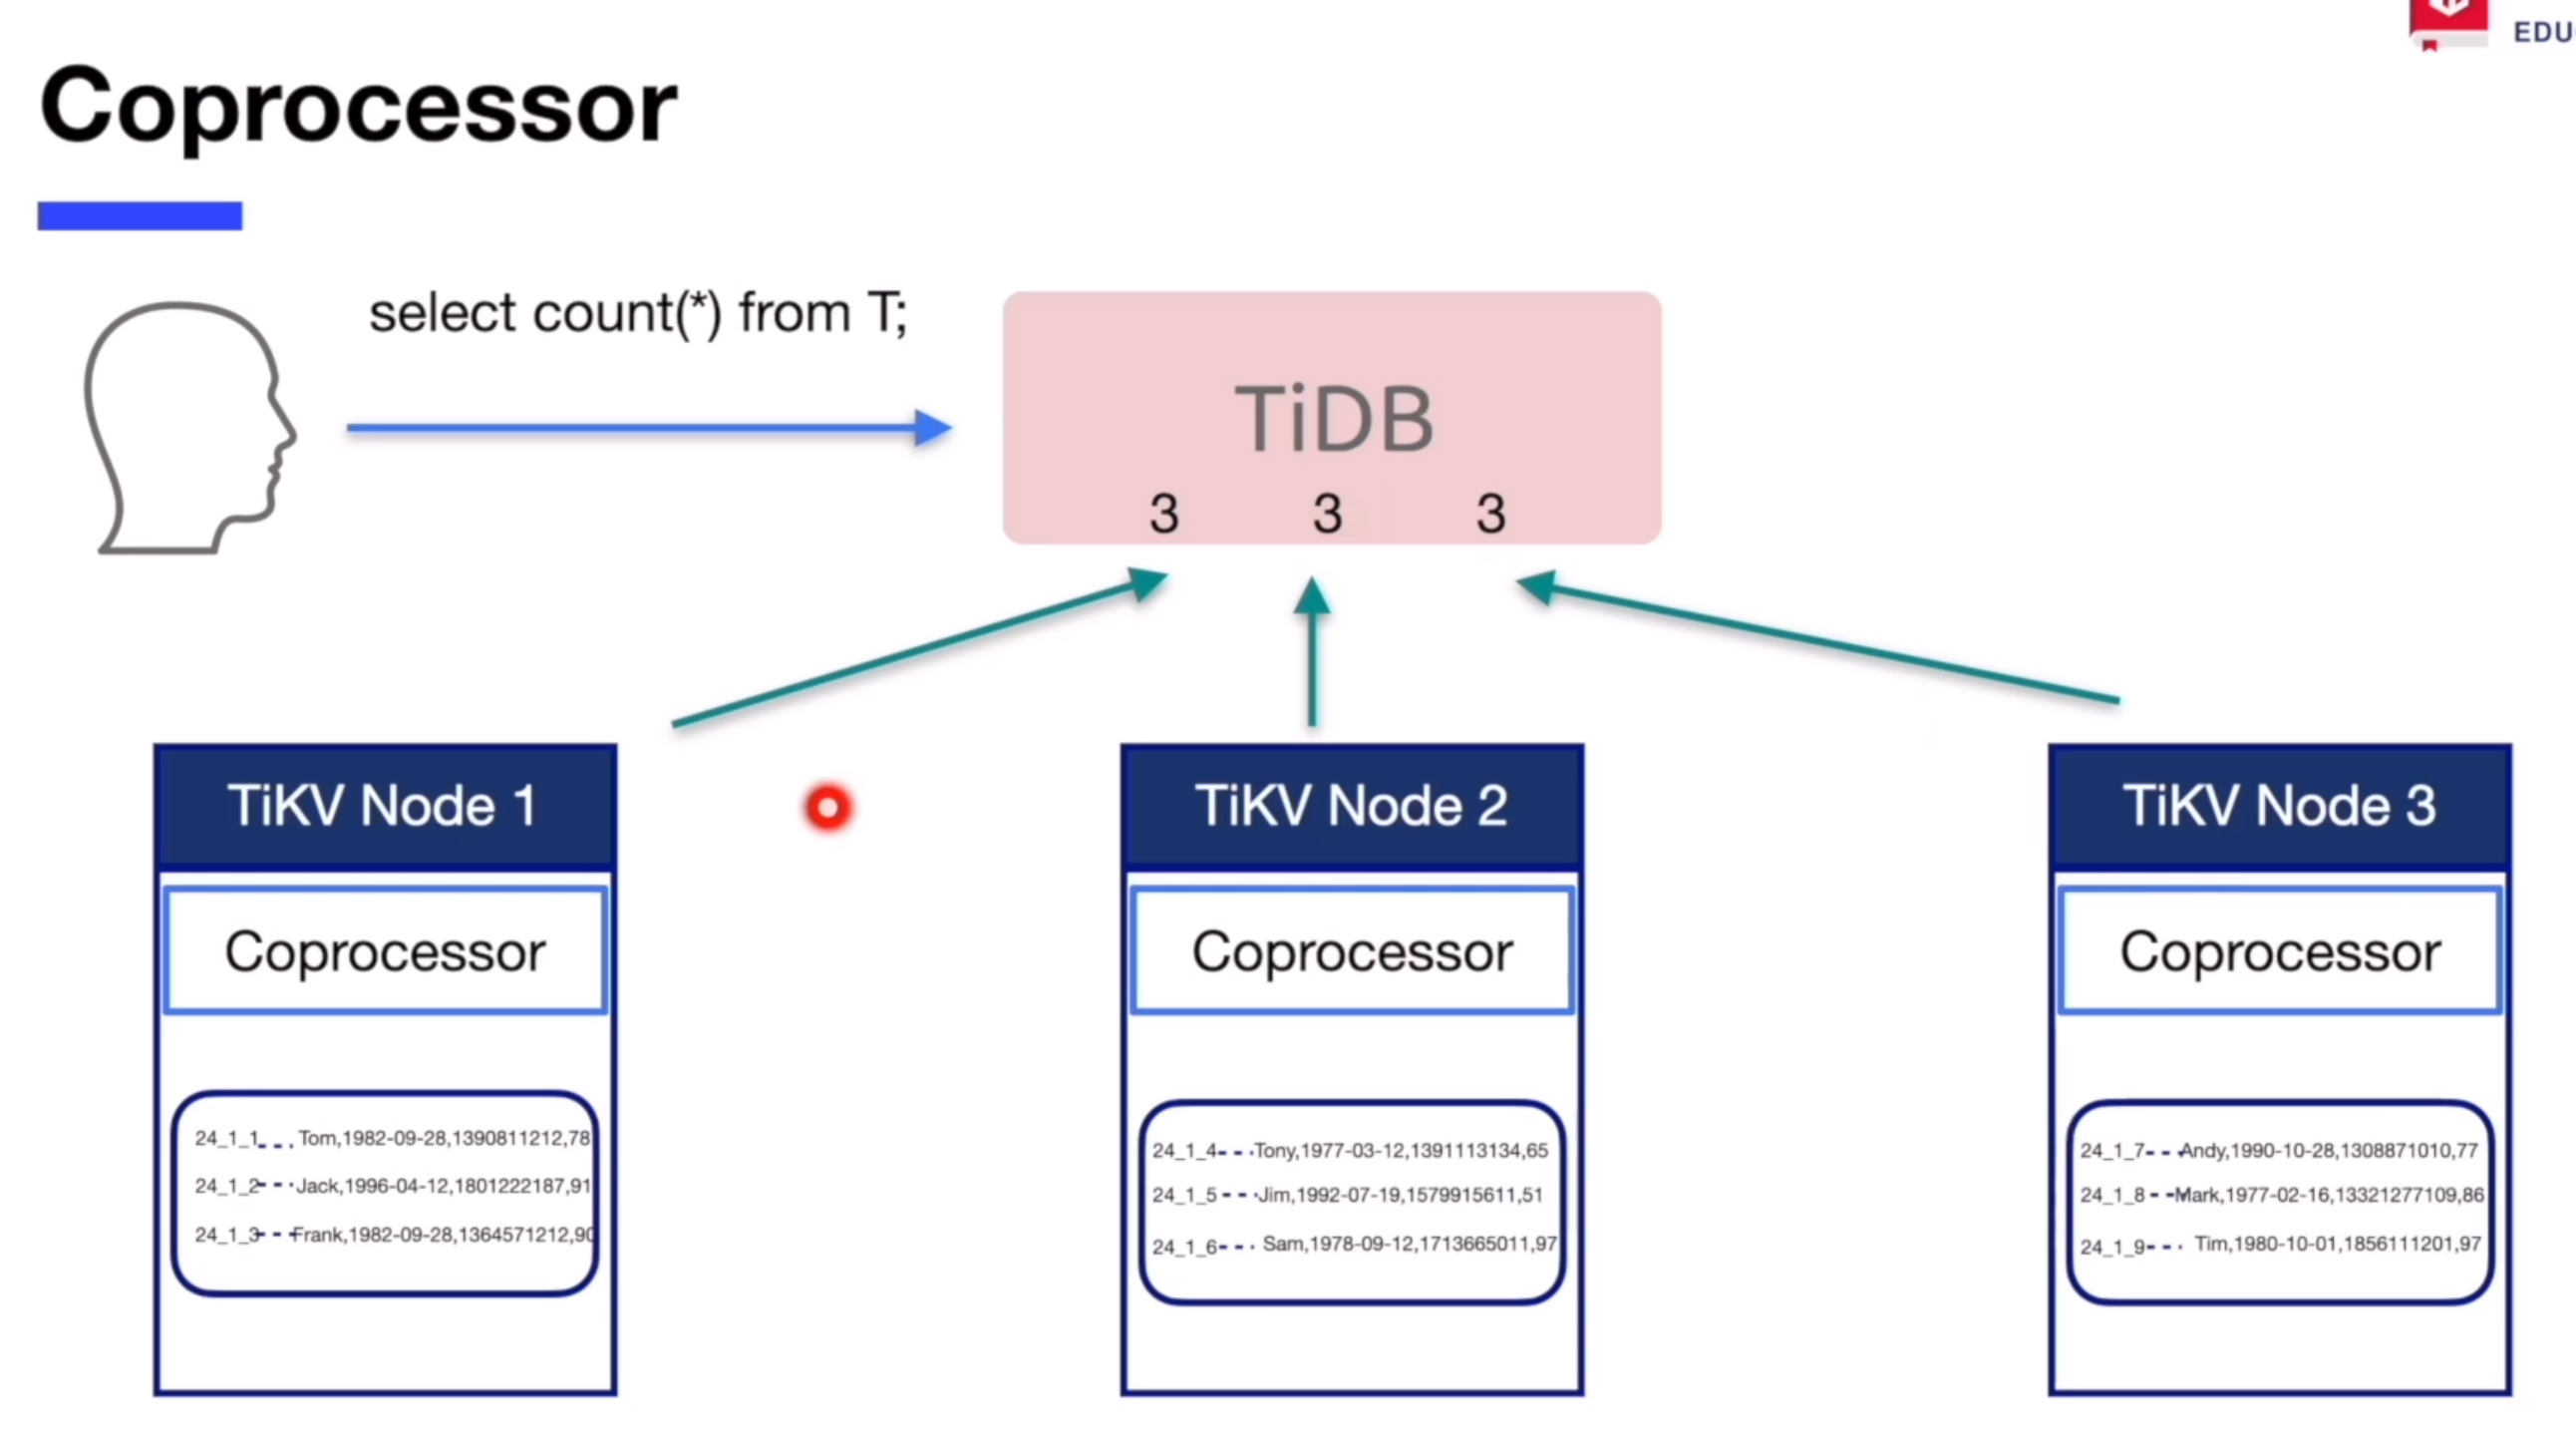 EDU
Coprocessor
select count(*) from T;
TiDB
3 3 3
TiKV Node 1
Coprocessor
24_1_1 Tom,1982-09-28,1390811212,78
24_1_2 Jack,1996-04-12,1801222187,91
24_1_3 Frank,1982-09-28,1364571212,90
TiKV Node 2
Coprocessor
24_1_4 Tony,1977-03-12,1391113134,65
24_1_5 Jim,1992-07-19,1579915611,51
24_1_6 Sam,1978-09-12,1713665011,97
TiKV Node 3
Coprocessor
24_1_7 Andy,1990-10-28,1308871010,77
24_1_8 Mark,1977-02-16,13321277109,86
24_1_9 Tim,1980-10-01,1856111201,97